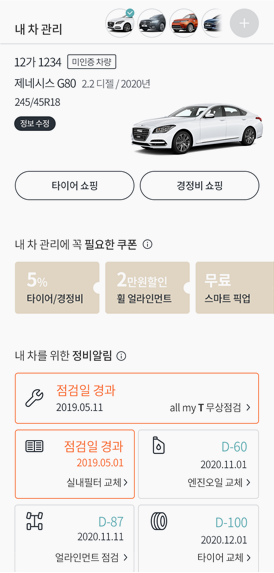 내 차 관리
12가 1234 미인증 차량
제네시스 G80 2.2 디젤 / 2020년
245/45R18
정보 수정
타이어 쇼핑 경정비 쇼핑
내 차 관리에 꼭 필요한 쿠폰
5% 2만원할인 무료
타이어/경정비 휠 얼라인먼트 스마트 픽업
내 차를 위한 정비알림
점검일 경과
2019.05.11 all my T 무상점검
점검일 경과 D-60
2019.05.01 2020.11.01
실내필터 교체 엔진오일 교체
D-87 D-100
2020.11.11 2020.12.01
얼라인먼트 점검 타이어 교체